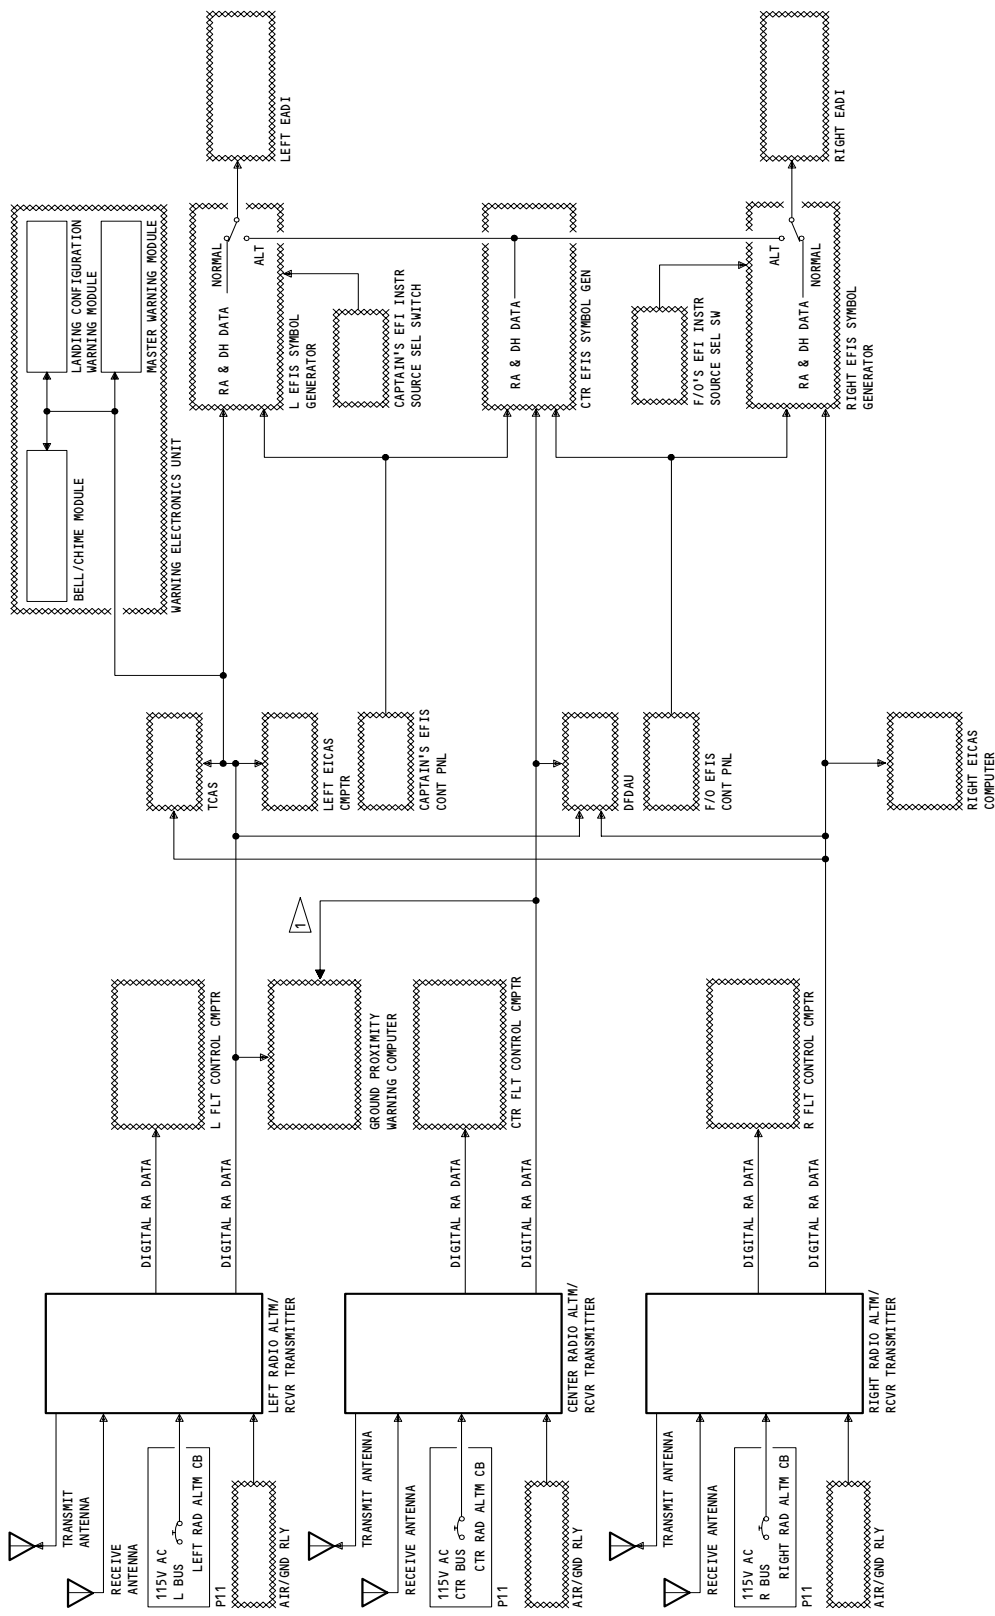 TRANSMIT
ANTENNA
RECEIVE
ANTENNA
115V AC
L BUS
LEFT RAD ALTM CB
P11
AIR/GND RLY
LEFT RADIO ALTM/
RCVR TRANSMITTER
DIGITAL RA DATA
DIGITAL RA DATA
L FLT CONTROL CMPTR
GROUND PROXIMITY
WARNING COMPUTER
1
TCAS
LEFT EICAS
CMPTR
CAPTAIN'S EFIS
CONT PNL
BELL/CHIME MODULE
LANDING CONFIGURATION
WARNING MODULE
MASTER WARNING MODULE
WARNING ELECTRONICS UNIT
RA & DH DATA
NORMAL
ALT
L EFIS SYMBOL
GENERATOR
LEFT EADI
CAPTAIN'S EFI INSTR
SOURCE SEL SWITCH
TRANSMIT ANTENNA
RECEIVE ANTENNA
115V AC
CTR BUS
CTR RAD ALTM CB
P11
AIR/GND RLY
CENTER RADIO ALTM/
RCVR TRANSMITTER
DIGITAL RA DATA
DIGITAL RA DATA
CTR FLT CONTROL CMPTR
DFDAU
F/O EFIS
CONT PNL
RA & DH DATA
CTR EFIS SYMBOL GEN
F/O'S EFI INSTR
SOURCE SEL SW
TRANSMIT ANTENNA
RECEIVE ANTENNA
115V AC
R BUS
RIGHT RAD ALTM CB
P11
AIR/GND RLY
RIGHT RADIO ALTM/
RCVR TRANSMITTER
DIGITAL RA DATA
DIGITAL RA DATA
R FLT CONTROL CMPTR
RIGHT EICAS
COMPUTER
ALT
RA & DH DATA
NORMAL
RIGHT EFIS SYMBOL
GENERATOR
RIGHT EADI